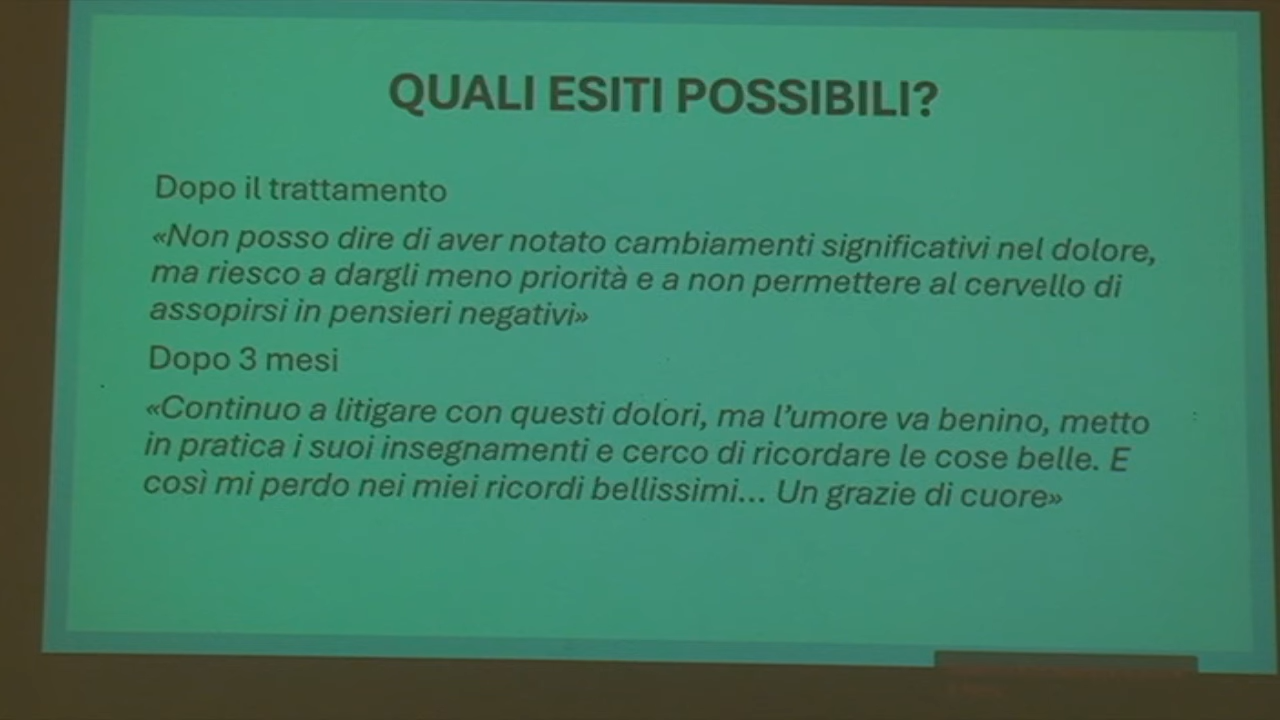 QUALI ESITI POSSIBILI?
Dopo il trattamento
«Non posso dire di aver notato cambiamenti significativi nel dolore,
ma riesco a dargli meno priorità e a non permettere al cervello di
assopirsi in pensieri negativi»
Dopo 3 mesi
«Continuo a litigare con questi dolori, ma l’umore va benino, metto
in pratica i suoi insegnamenti e cerco di ricordare le cose belle. E
così mi perdo nei miei ricordi bellissimi… Un grazie di cuore»